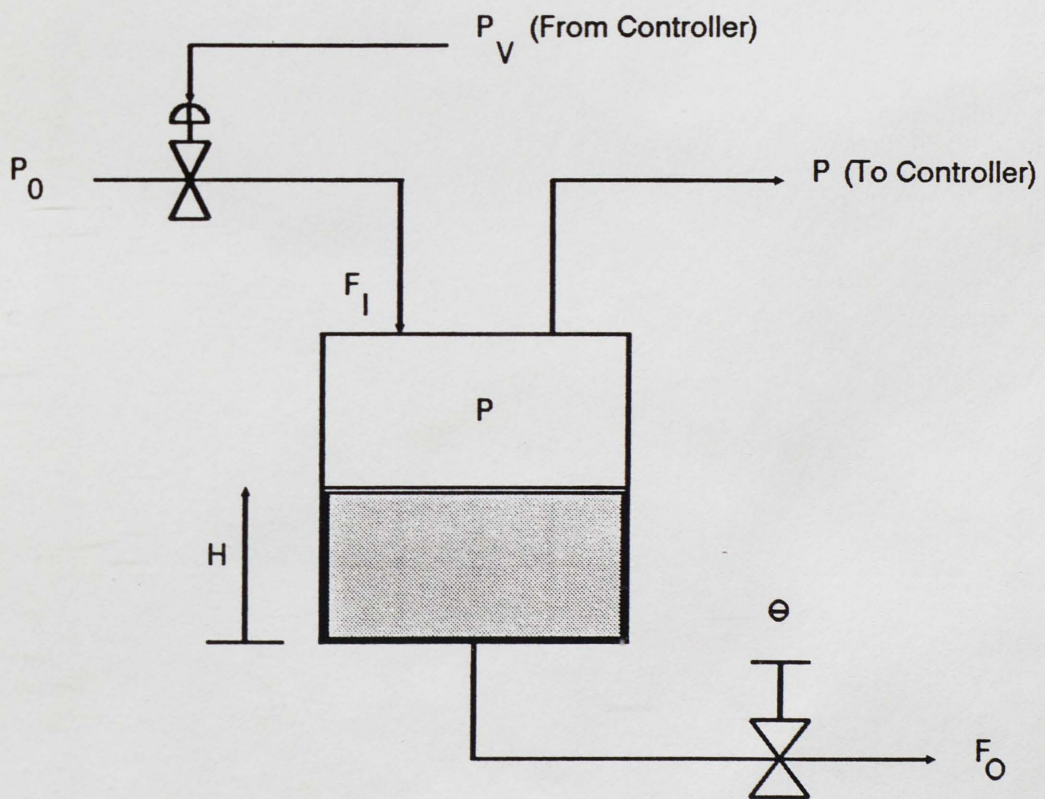 P_V (From Controller)
P_0
P (To Controller)
F_I
P
H
Θ
F_O